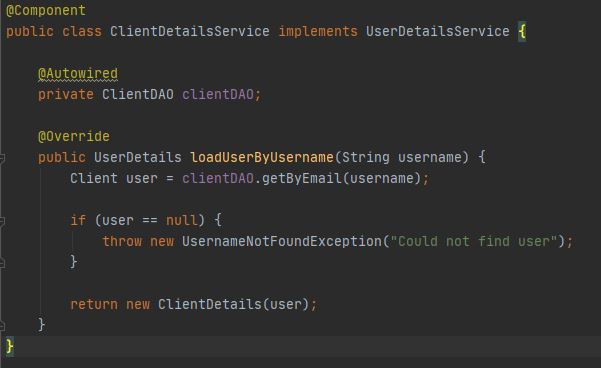 @Component
public class ClientDetailsService implements UserDetailsService {
@Autowired
private ClientDAO clientDAO;
@Override
public UserDetails loadUserByUsername(String username) {
Client user = clientDAO.getByEmail(username);
if (user == null) {
throw new UsernameNotFoundException("Could not find user");
}
return new ClientDetails(user);
}
}